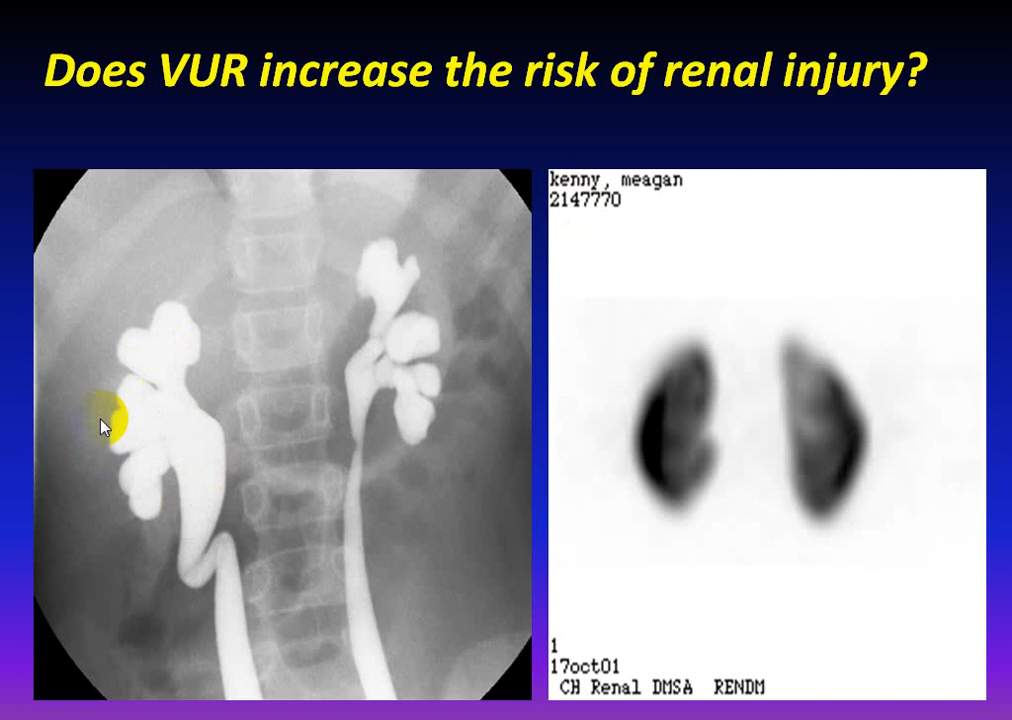 Does VUR increase the risk of renal injury?
kenny, meagan
2147770
1
17oct01
CH Renal DMSA RENDM